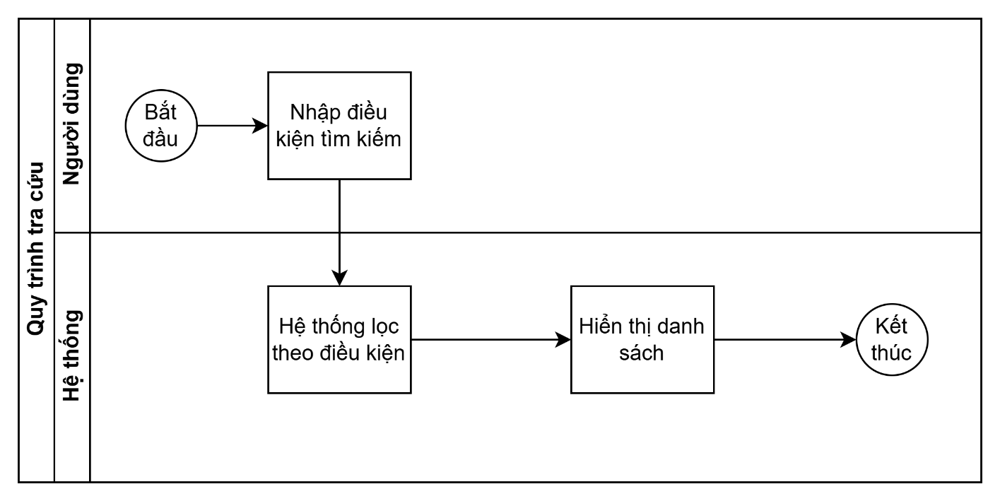 Quy trình tra cứu
Người dùng
Bắt
đầu
Nhập điều
kiện tìm kiếm
Hệ thống
Hệ thống lọc
theo điều kiện
Hiển thị danh
sách
Kết
thúc